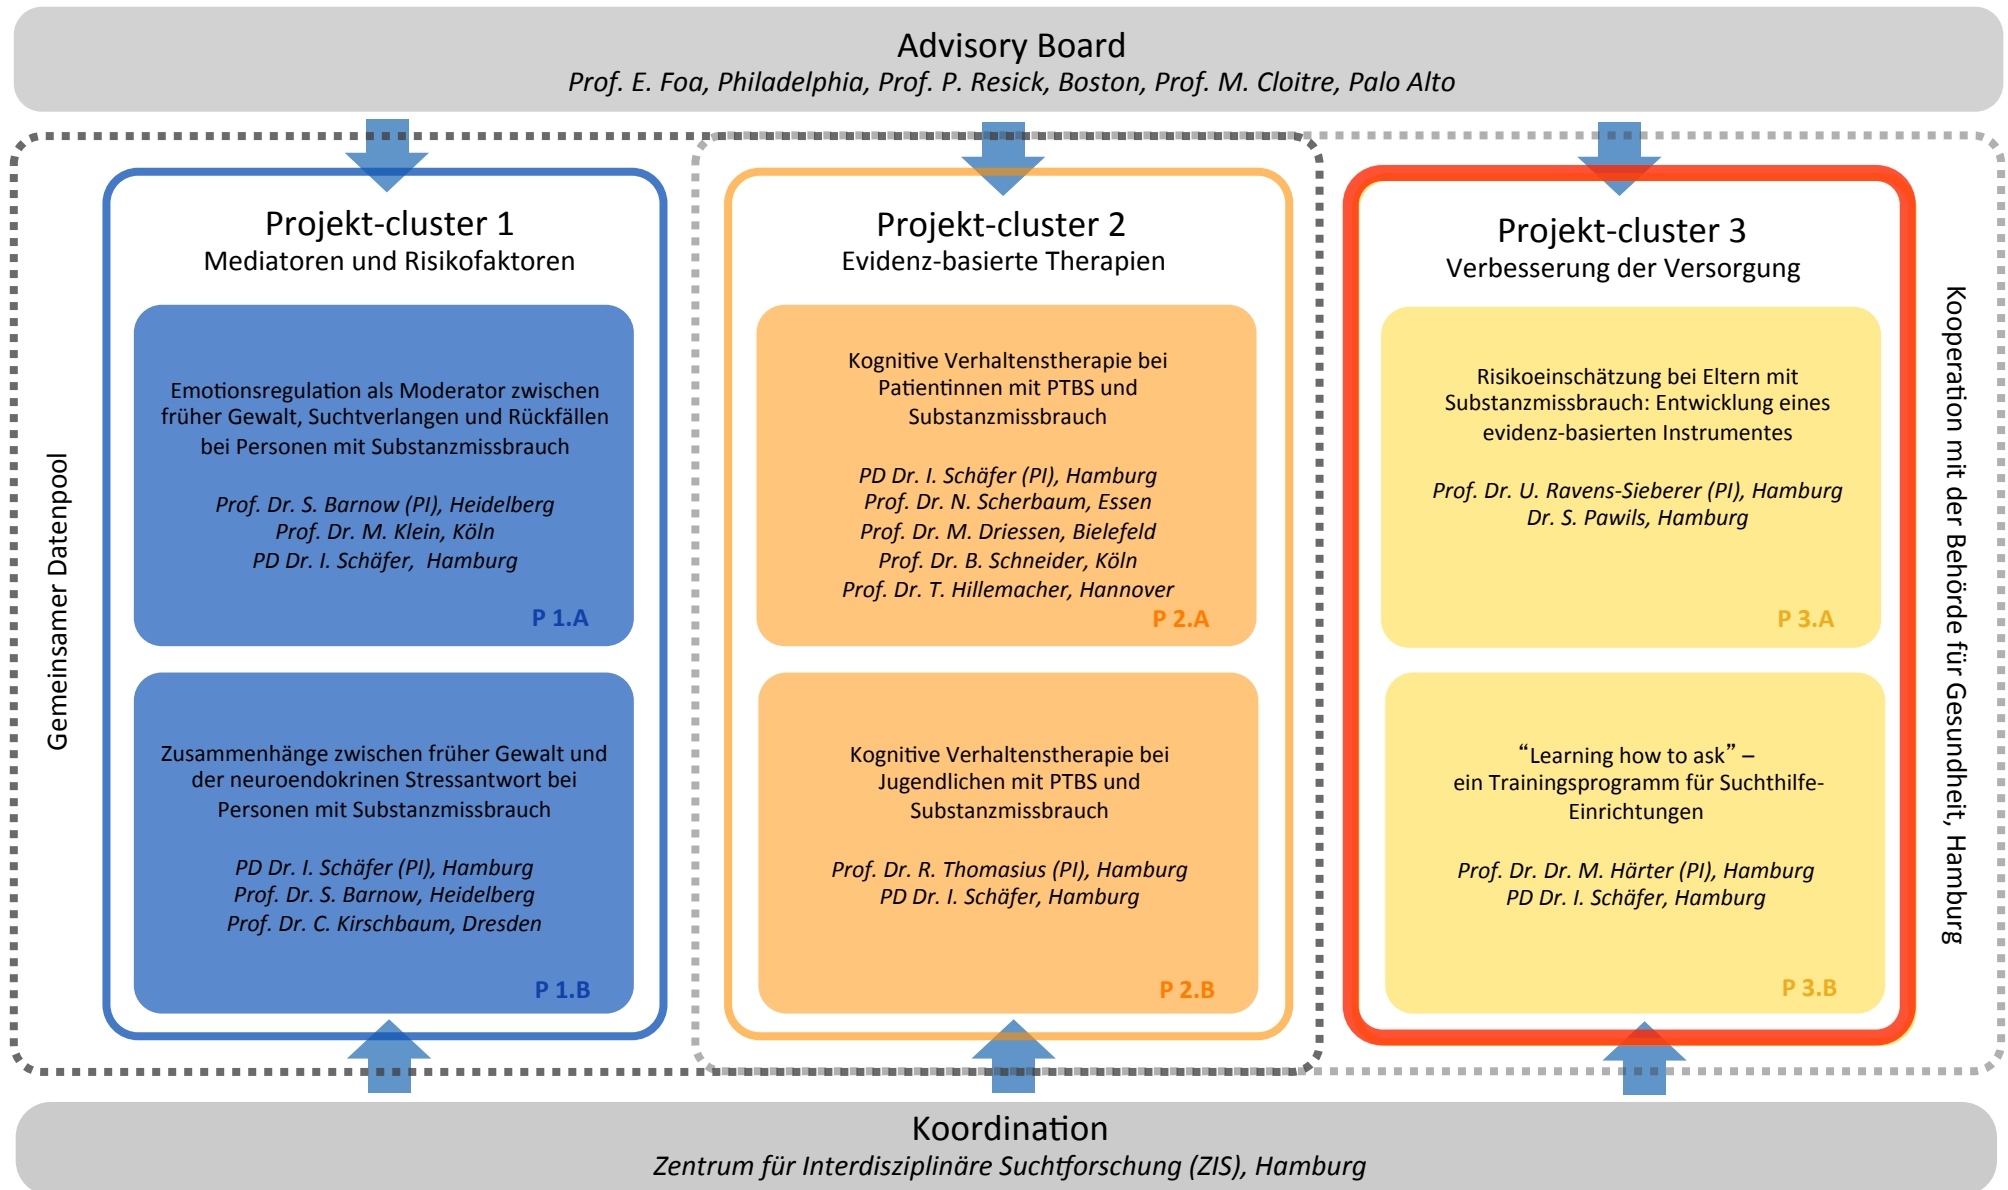 Advisory Board
Prof. E. Foa, Philadelphia, Prof. P. Resick, Boston, Prof. M. Cloitre, Palo Alto
Gemeinsamer Datenpool
Projekt-cluster 1
Mediatoren und Risikofaktoren
Emotionsregulation als Moderator zwischen
früher Gewalt, Suchtverlangen und Rückfällen
bei Personen mit Substanzmissbrauch
Prof. Dr. S. Barnow (PI), Heidelberg
Prof. Dr. M. Klein, Köln
PD Dr. I. Schäfer, Hamburg
P 1.A
Zusammenhänge zwischen früher Gewalt und
der neuroendokrinen Stressantwort bei
Personen mit Substanzmissbrauch
PD Dr. I. Schäfer (PI), Hamburg
Prof. Dr. S. Barnow, Heidelberg
Prof. Dr. C. Kirschbaum, Dresden
P 1.B
Projekt-cluster 2
Evidenz-basierte Therapien
Kognitive Verhaltenstherapie bei
Patientinnen mit PTBS und
Substanzmissbrauch
PD Dr. I. Schäfer (PI), Hamburg
Prof. Dr. N. Scherbaum, Essen
Prof. Dr. M. Driessen, Bielefeld
Prof. Dr. B. Schneider, Köln
Prof. Dr. T. Hillemacher, Hannover
P 2.A
Kognitive Verhaltenstherapie bei
Jugendlichen mit PTBS und
Substanzmissbrauch
Prof. Dr. R. Thomasius (PI), Hamburg
PD Dr. I. Schäfer, Hamburg
P 2.B
Projekt-cluster 3
Verbesserung der Versorgung
Risikoeinschätzung bei Eltern mit
Substanzmissbrauch: Entwicklung eines
evidenz-basierten Instrumentes
Prof. Dr. U. Ravens-Sieberer (PI), Hamburg
Dr. S. Pawils, Hamburg
P 3.A
“Learning how to ask” –
ein Trainingsprogramm für Suchthilfe-
Einrichtungen
Prof. Dr. Dr. M. Härter (PI), Hamburg
PD Dr. I. Schäfer, Hamburg
P 3.B
Kooperation mit der Behörde für Gesundheit, Hamburg
Koordination
Zentrum für Interdisziplinäre Suchtforschung (ZIS), Hamburg